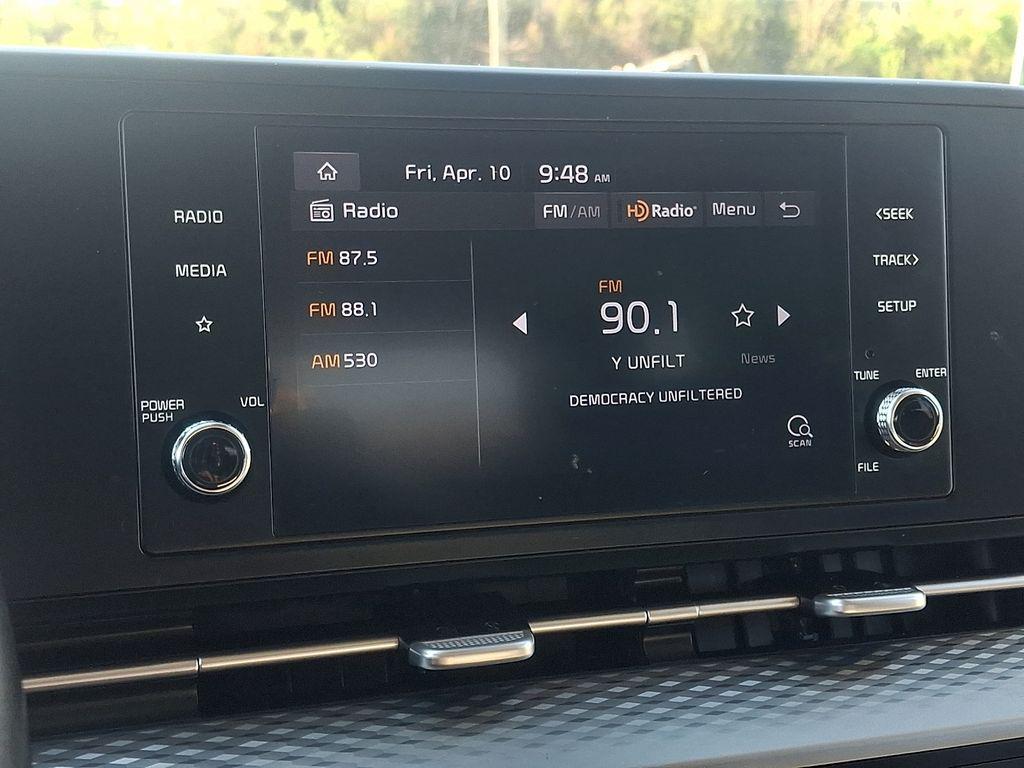 Fri, Apr. 10 9:48 AM
RADIO
Radio
FM/AM
HD Radio
Menu
<SEEK
FM 87.5
MEDIA
TRACK>
FM
FM 88.1
90.1
SETUP
AM 530
Y UNFILT
News
TUNE
ENTER
POWER
PUSH
VOL
DEMOCRACY UNFILTERED
SCAN
FILE